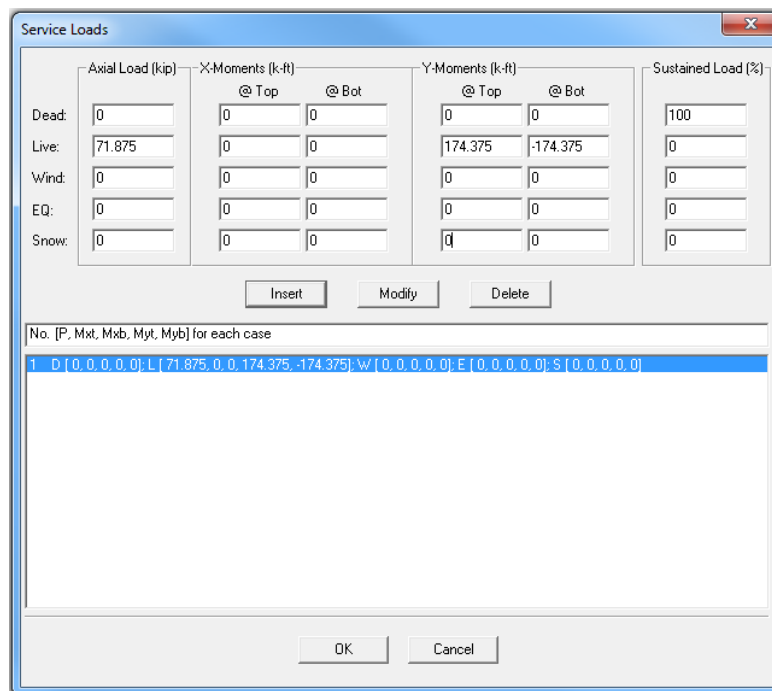 Service Loads
Axial Load (kip) X-Moments (k-ft) Y-Moments (k-ft) Sustained Load (%)
@ Top @ Bot @ Top @ Bot
Dead: 0 0 0 0 0 100
Live: 71.875 0 0 174.375 -174.375 0
Wind: 0 0 0 0 0 0
EQ: 0 0 0 0 0 0
Snow: 0 0 0 0 0 0
Insert Modify Delete
No. [P, Mxt, Mxb, Myt, Myb] for each case
1 D [ 0, 0, 0, 0, 0]; L [ 71.875, 0, 0, 174.375, -174.375]; W [ 0, 0, 0, 0, 0]; E [ 0, 0, 0, 0, 0]; S [ 0, 0, 0, 0, 0]
OK Cancel